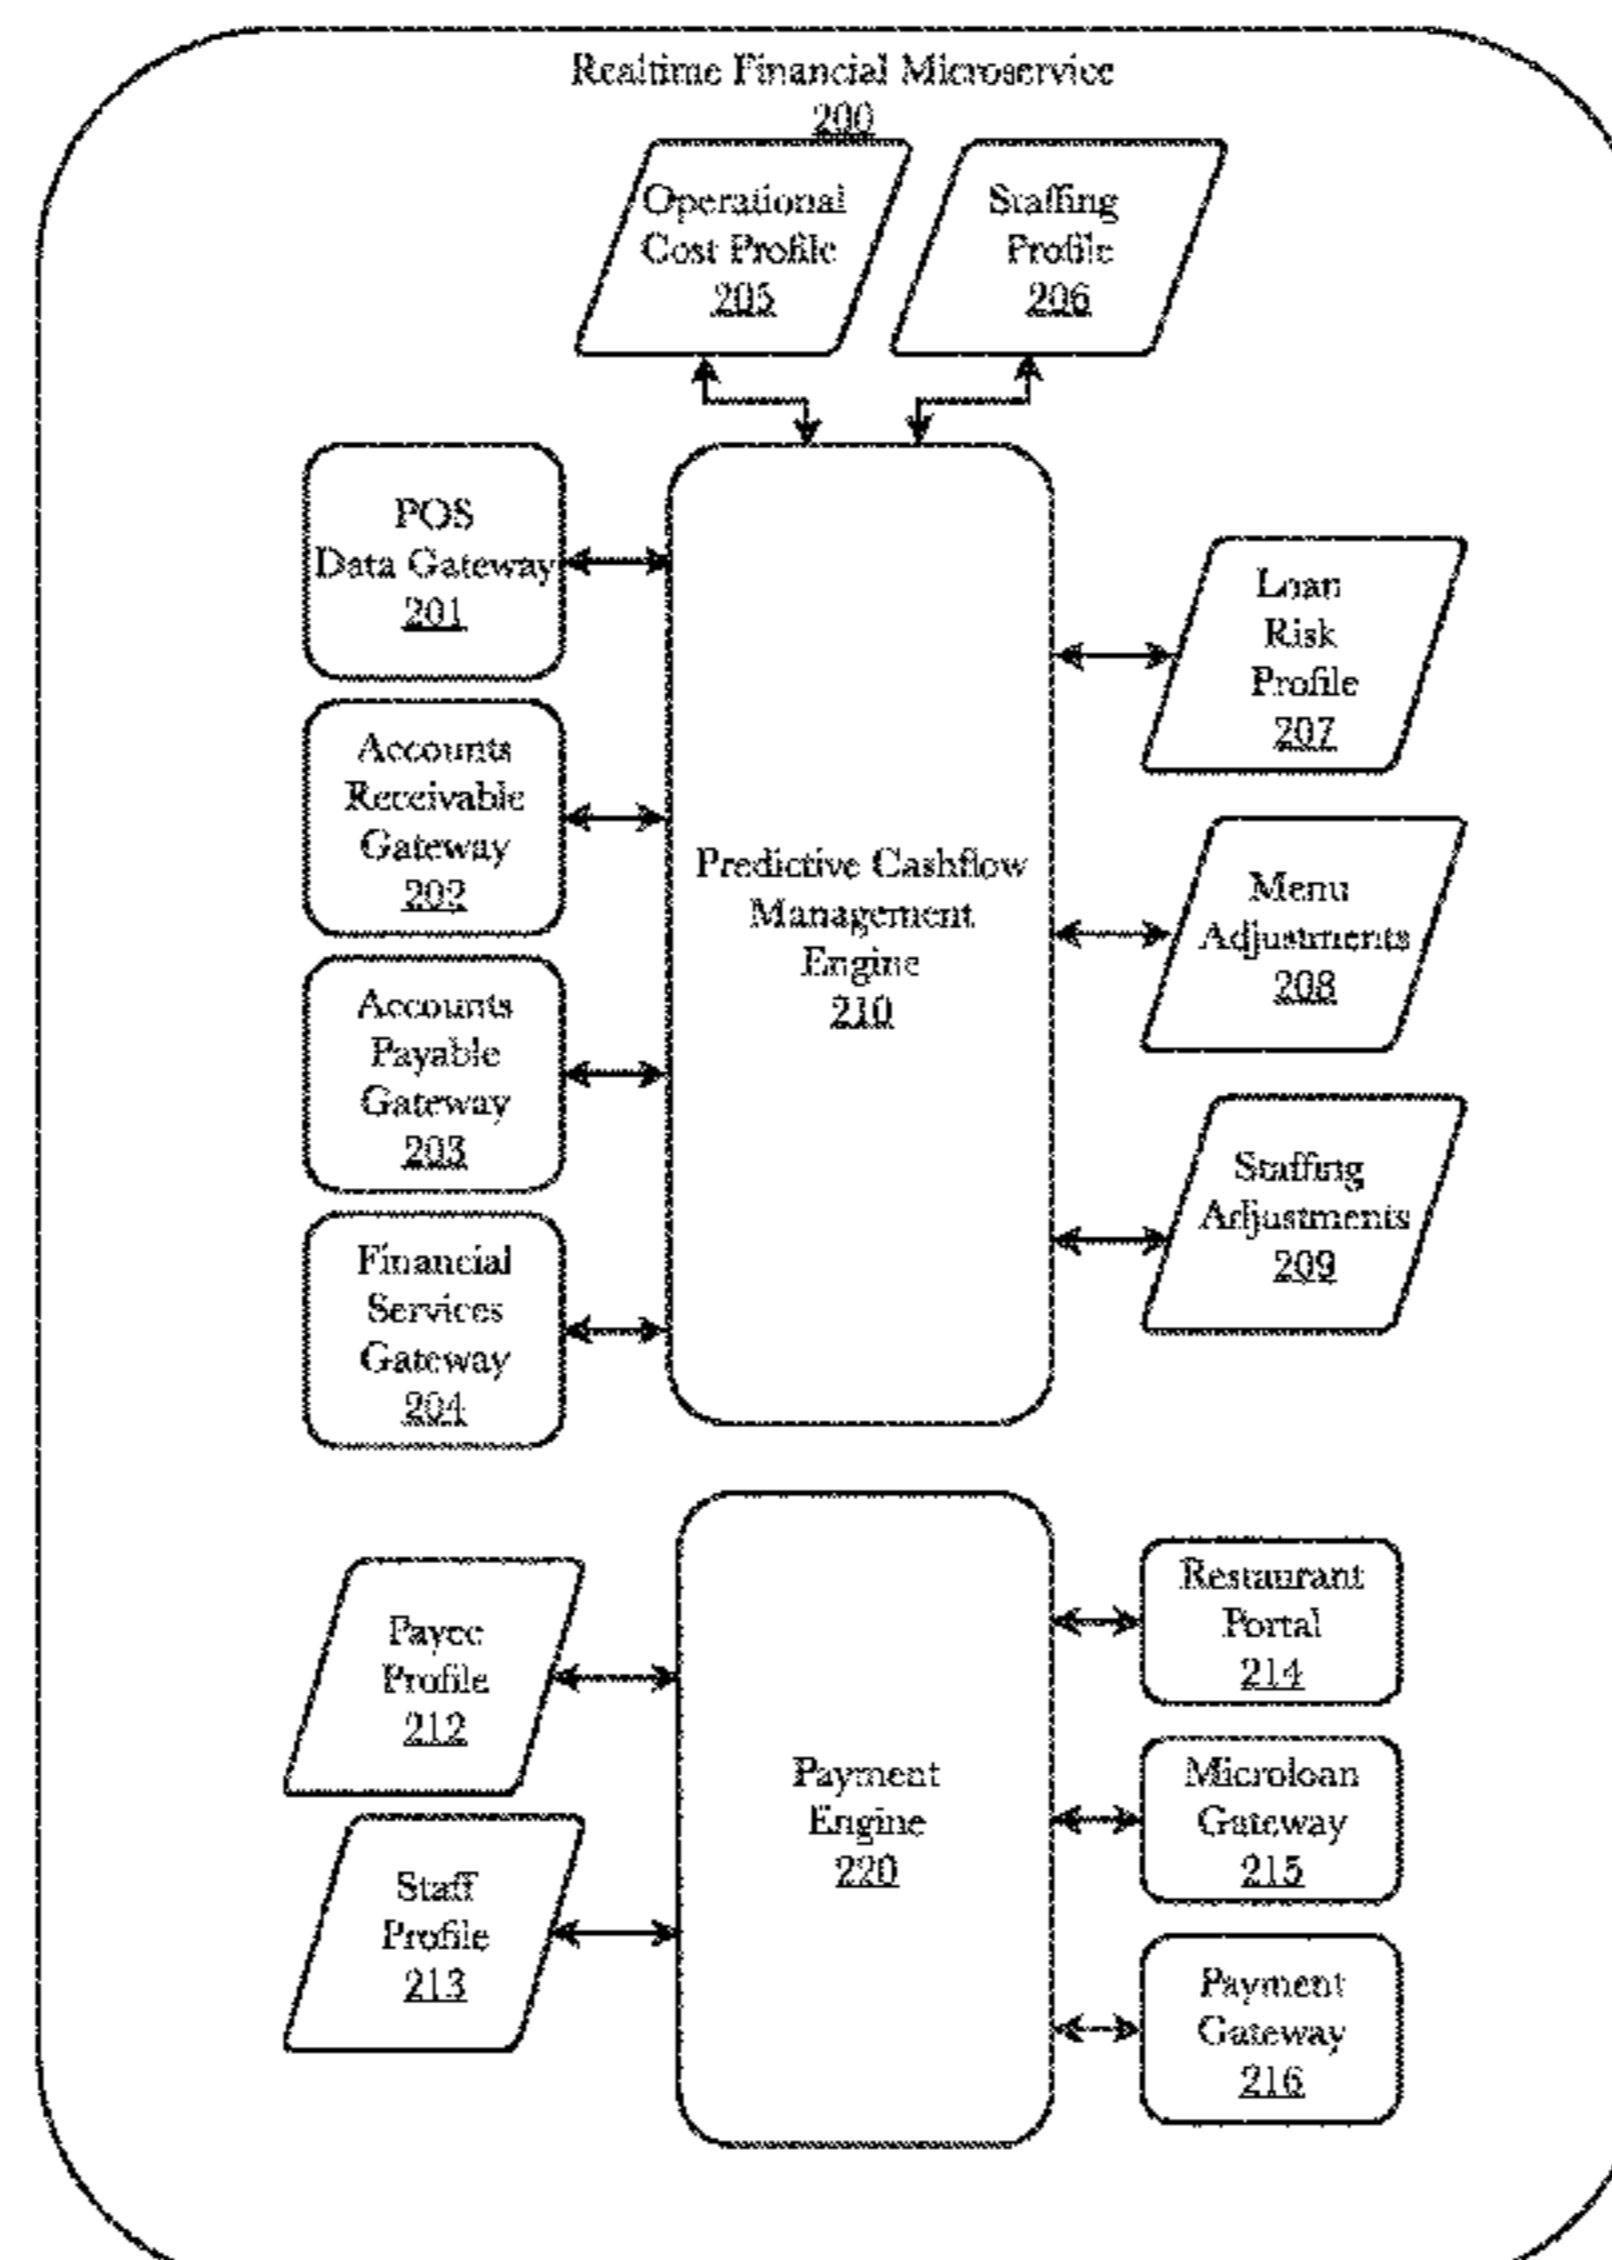 Realtime Financial Microservice
200
Operational
Cost Profile
205
Staffing
Profile
206
POS
Data Gateway
201
Accounts
Receivable
Gateway
202
Accounts
Payable
Gateway
203
Financial
Services
Gateway
204
Predictive Cashflow
Management
Engine
210
Loan
Risk
Profile
207
Menu
Adjustments
208
Staffing
Adjustments
209
Payee
Profile
212
Staff
Profile
213
Payment
Engine
220
Restaurant
Portal
214
Microloan
Gateway
215
Payment
Gateway
216